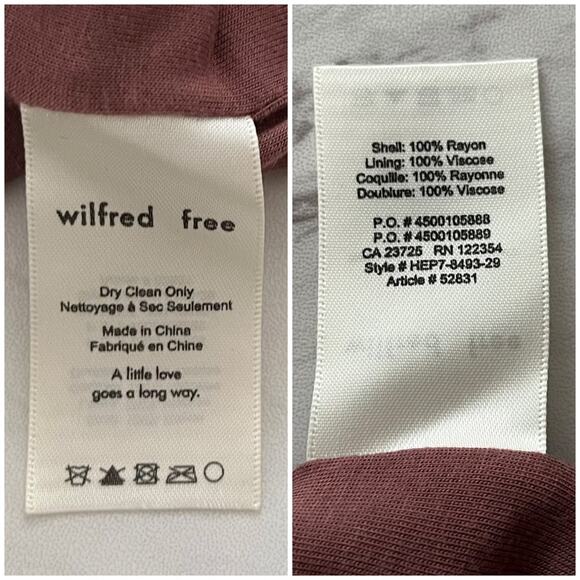 wilfred free
Dry Clean Only
Nettoyage à Sec Seulement
Made in China
Fabriqué en Chine
A little love
goes a long way.
Shell: 100% Rayon
Lining: 100% Viscose
Coquille: 100% Rayonne
Doublure: 100% Viscose
P.O. # 4500105888
P.O. # 4500105889
CA 23725 RN 122354
Style # HEP7-8493-29
Article # 52831